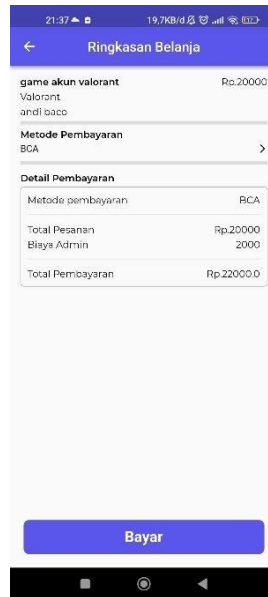 21:37 19,7KB/d
Ringkasan Belanja
game akun valorant Rp.20000
Valorant
andi baco
Metode Pembayaran
BCA
Detail Pembayaran
Metode pembayaran BCA
Total Pesanan Rp.20000
Biaya Admin 2000
Total Pembayaran Rp.22000.0
Bayar